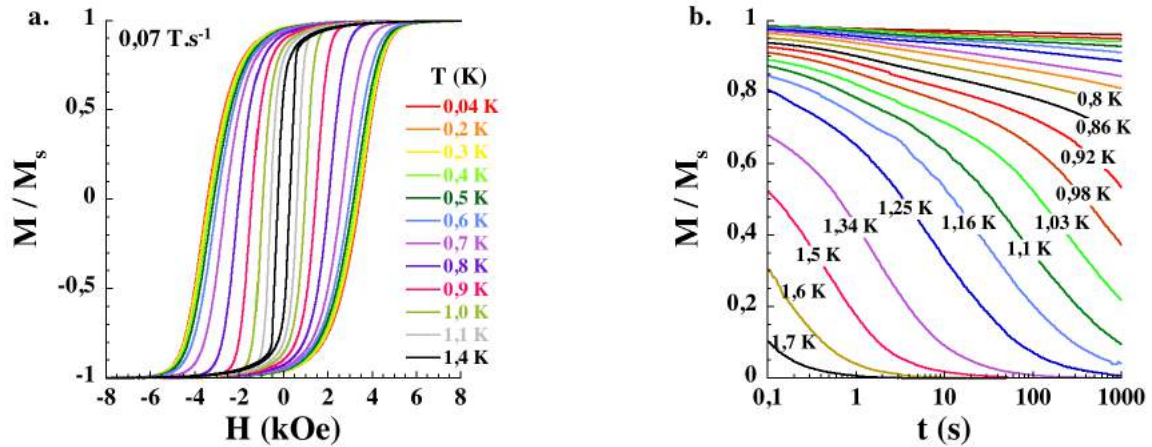 a.
0,07 T.s⁻¹
T (K)
0,04 K
0,2 K
0,3 K
0,4 K
0,5 K
0,6 K
0,7 K
0,8 K
0,9 K
1,0 K
1,1 K
1,4 K
1
0,5
0
-0,5
-1
M / Mₛ
-8 -6 -4 -2 0 2 4 6 8
H (kOe)
b.
1
0,8
0,6
0,4
0,2
0
M / Mₛ
0,8 K
0,86 K
0,92 K
0,98 K
1,03 K
1,1 K
1,16 K
1,25 K
1,34 K
1,5 K
1,6 K
1,7 K
0,1 1 10 100 1000
t (s)